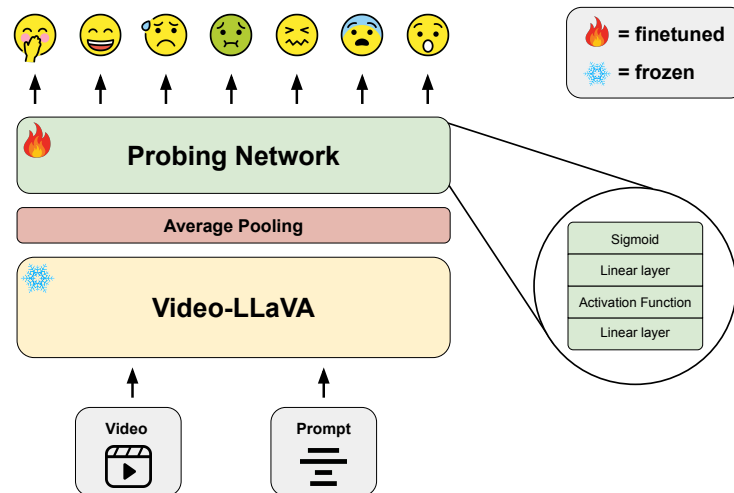 = finetuned
= frozen
Probing Network
Average Pooling
Video-LLaVA
Sigmoid
Linear layer
Activation Function
Linear layer
Video
Prompt